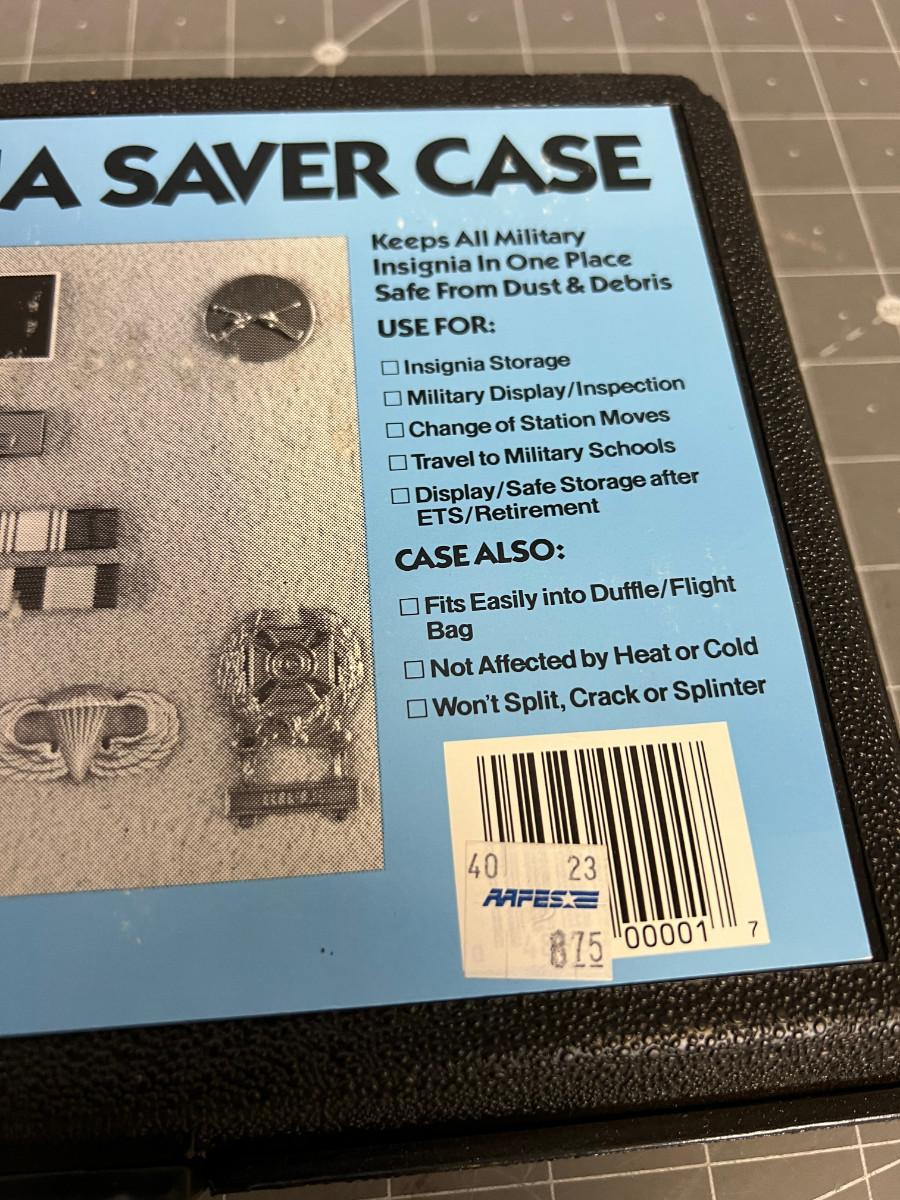 IA SAVER CASE
Keeps All Military
Insignia In One Place
Safe From Dust & Debris
USE FOR:
☐ Insignia Storage
☐ Military Display/Inspection
☐ Change of Station Moves
☐ Travel to Military Schools
☐ Display/Safe Storage after
ETS/Retirement
CASE ALSO:
☐ Fits Easily into Duffle/Flight
Bag
☐ Not Affected by Heat or Cold
☐ Won't Split, Crack or Splinter
40 23
AAFES
875
00001 7